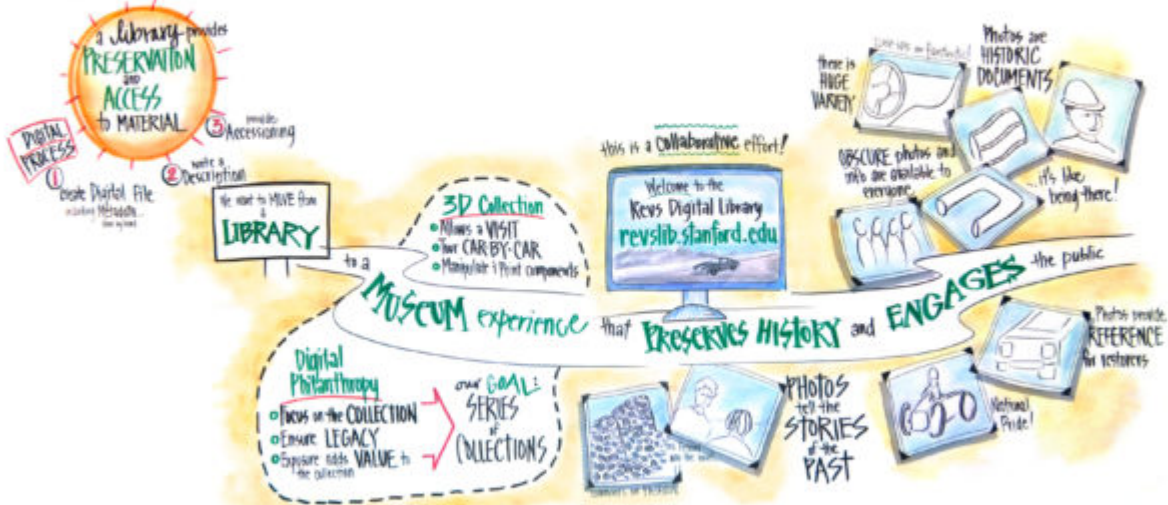 a library provides
PRESERVATION
and
ACCESS
to MATERIAL
DIGITAL
PROCESS
1
Create Digital File
including Metadata...
2 write a
Description
3 provide
Accessioning
We want to MOVE from
a
LIBRARY
to a
MUSEUM experience that PRESERVES HISTORY and ENGAGES the public
3D Collection
Allows a VISIT
Tour CAR-BY-CAR
Manipulate & Print components
this is a Collaborative effort!
Welcome to the
Revs Digital Library
revslib.stanford.edu
there is
HUGE
VARIETY
Photos are
HISTORIC
DOCUMENTS
OBSCURE photos and
info are available to
everyone
...it's like
being there!
Digital
Philanthropy
Focus on the COLLECTION
Ensure LEGACY
Exposure adds VALUE to
the collection
our GOAL:
SERIES
of
COLLECTIONS
PHOTOS
tell the
STORIES
of the
PAST
National
Pride!
Photos provide
REFERENCE
for restorers